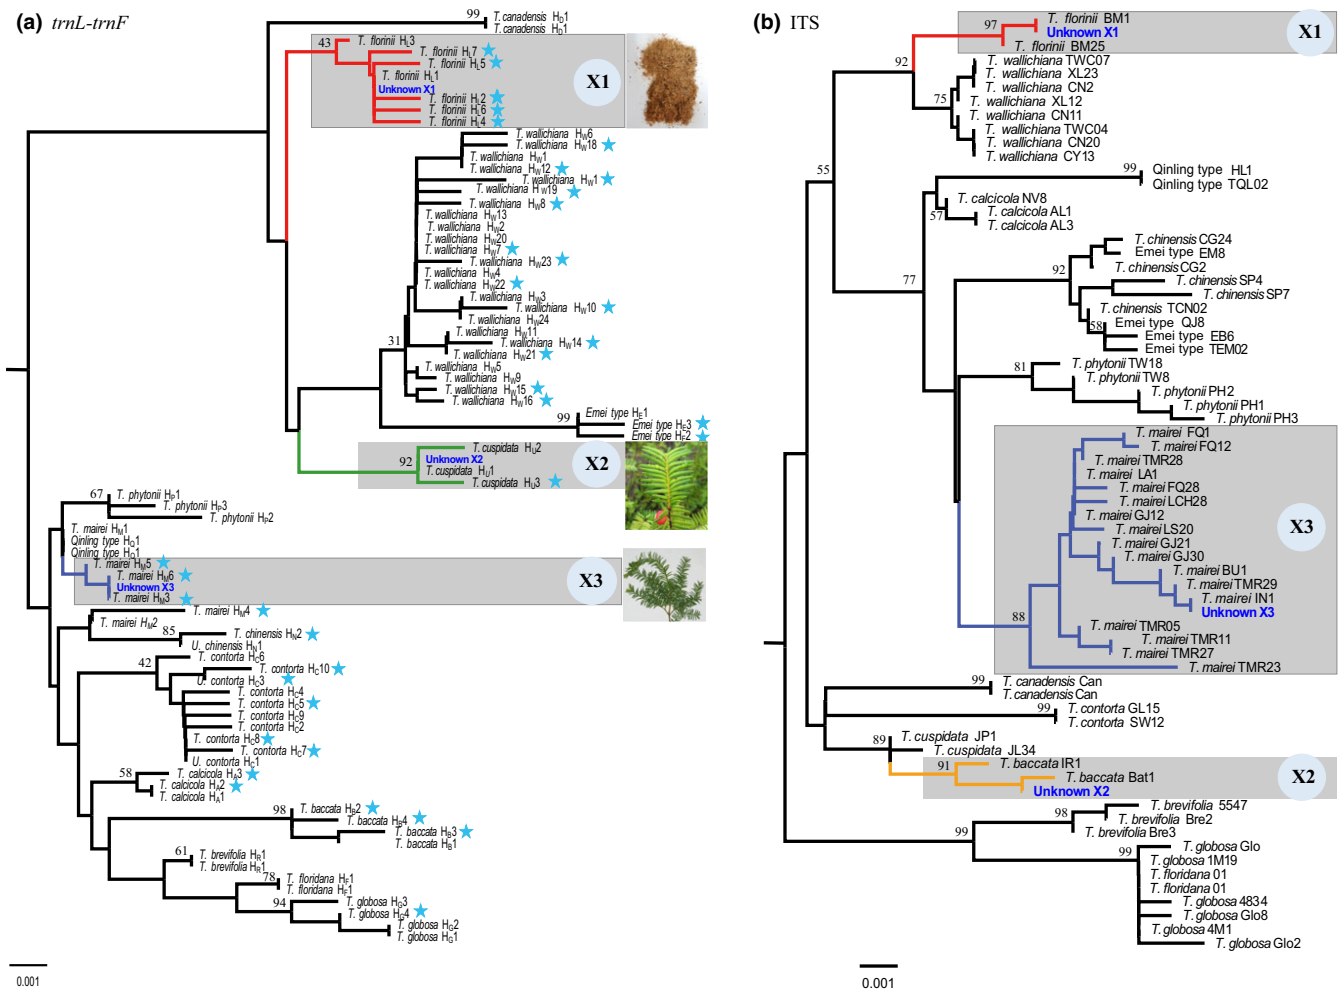 (a) trnL-trnF
99
T. canadensis HD1
T. canadensis HD1
43
T. florinii HL3
T. florinii HL7
T. florinii HL5
T. florinii HL1
Unknown X1
T. florinii HL2
T. florinii HL6
T. florinii HL4
X1
T. wallichiana HW6
T. wallichiana HW18
T. wallichiana HW1
T. wallichiana HW12
T. wallichiana HW1
T. wallichiana HW19
T. wallichiana HW8
T. wallichiana HW13
T. wallichiana HW2
T. wallichiana HW20
T. wallichiana HW7
T. wallichiana HW23
T. wallichiana HW4
T. wallichiana HW22
T. wallichiana HW3
T. wallichiana HW10
T. wallichiana HW24
T. wallichiana HW11
31
T. wallichiana HW14
T. wallichiana HW21
T. wallichiana HW5
T. wallichiana HW9
T. wallichiana HW15
T. wallichiana HW16
99
Emei type HE1
Emei type HE3
Emei type HE2
92
T. cuspidata HU2
Unknown X2
T. cuspidata HU1
T. cuspidata HU3
X2
67
T. phytonii HP1
T. phytonii HP3
T. phytonii HP2
T. mairei HM1
Qinling type HQ1
Qinling type HQ1
T. mairei HM5
T. mairei HM6
Unknown X3
T. mairei HM3
X3
T. mairei HM4
T. mairei HM2
85
T. chinensis HN2
U. chinensis HN1
42
T. contorta HC6
T. contorta HC10
U. contorta HC3
T. contorta HC4
T. contorta HC5
T. contorta HC9
T. contorta HC2
T. contorta HC8
T. contorta HC7
U. contorta HC1
58
T. calcicola HA3
T. calcicola HA2
T. calcicola HA1
98
T. baccata HB2
T. baccata HB4
T. baccata HB3
T. baccata HB1
61
T. brevifolia HR1
T. brevifolia HR1
78
T. floridana HF1
T. floridana HF1
94
T. globosa HG3
T. globosa HG4
T. globosa HG2
T. globosa HG1
0.001
(b) ITS
97
T. florinii BM1
Unknown X1
T. florinii BM25
X1
92
T. wallichiana TWC07
T. wallichiana XL23
T. wallichiana CN2
75
T. wallichiana XL12
T. wallichiana CN11
T. wallichiana TWC04
T. wallichiana CN20
T. wallichiana CY13
55
99
Qinling type HL1
Qinling type TQL02
T. calcicola NV8
57
T. calcicola AL1
T. calcicola AL3
77
92
T. chinensis CG24
Emei type EM8
T. chinensis CG2
T. chinensis SP4
T. chinensis SP7
T. chinensis TCN02
58
Emei type QJ8
Emei type EB6
Emei type TEM02
81
T. phytonii TW18
T. phytonii TW8
T. phytonii PH2
T. phytonii PH1
T. phytonii PH3
T. mairei FQ1
T. mairei FQ12
T. mairei TMR28
T. mairei LA1
T. mairei FQ28
T. mairei LCH28
T. mairei GJ12
T. mairei LS20
T. mairei GJ21
T. mairei GJ30
T. mairei BU1
T. mairei TMR29
T. mairei IN1
Unknown X3
88
T. mairei TMR05
T. mairei TMR11
T. mairei TMR27
T. mairei TMR23
X3
99
T. canadensis Can
T. canadensis Can
99
T. contorta GL15
T. contorta SW12
89
T. cuspidata JP1
T. cuspidata JL34
91
T. baccata IR1
T. baccata Bat1
Unknown X2
X2
99
98
T. brevifolia 5547
T. brevifolia Bre2
T. brevifolia Bre3
99
T. globosa Glo
T. globosa 1M19
T. floridana 01
T. floridana 01
T. globosa 4834
T. globosa Glo8
T. globosa 4M1
T. globosa Glo2
0.001